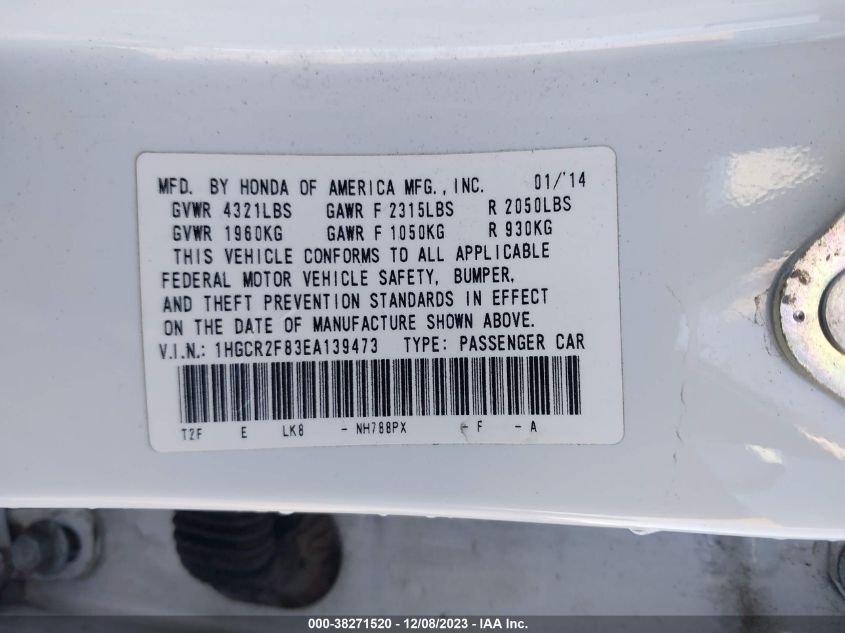 MFD. BY HONDA OF AMERICA MFG., INC. 01/'14
GVWR 4321LBS GAWR F 2315LBS R 2050LBS
GVWR 1960KG GAWR F 1050KG R 930KG
THIS VEHICLE CONFORMS TO ALL APPLICABLE
FEDERAL MOTOR VEHICLE SAFETY, BUMPER,
AND THEFT PREVENTION STANDARDS IN EFFECT
ON THE DATE OF MANUFACTURE SHOWN ABOVE.
V.I.N.: 1HGCR2F83EA139473 TYPE: PASSENGER CAR
T2F E LK8 - NH788PX - F - A
000-38271520 - 12/08/2023 - IAA Inc.